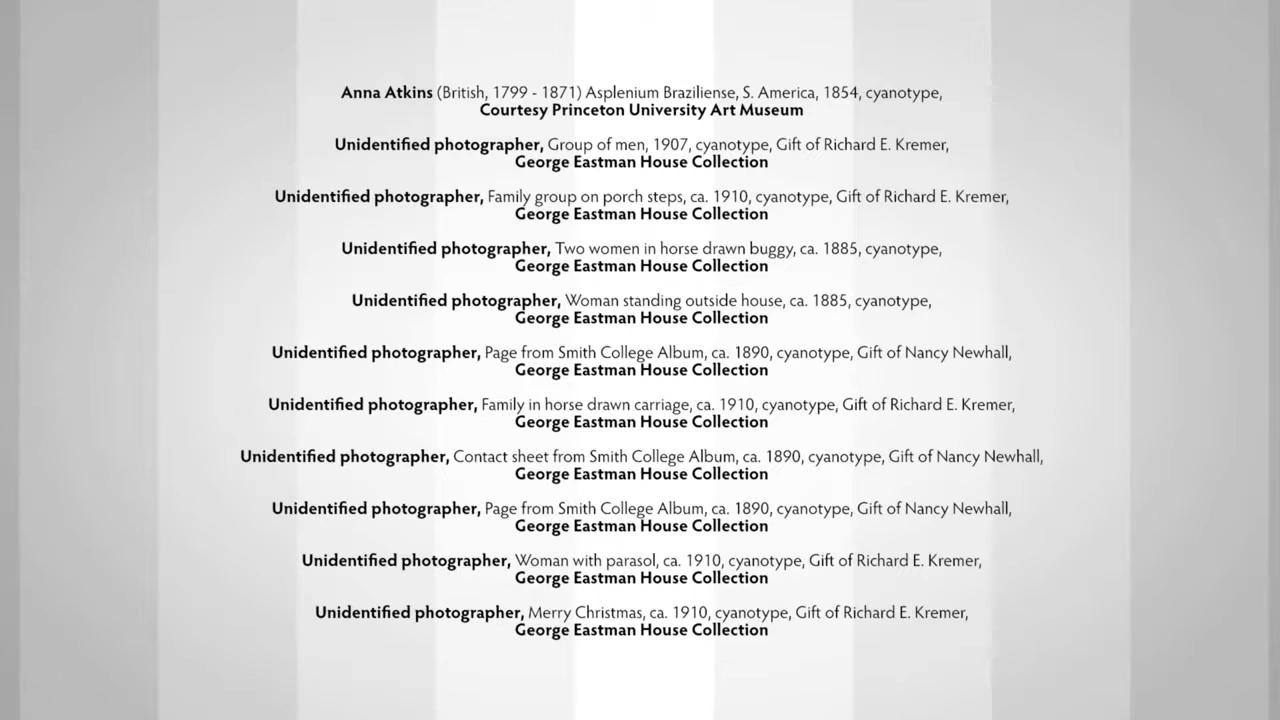 Anna Atkins (British, 1799 - 1871) Asplenium Braziliense, S. America, 1854, cyanotype,
Courtesy Princeton University Art Museum
Unidentified photographer, Group of men, 1907, cyanotype, Gift of Richard E. Kremer,
George Eastman House Collection
Unidentified photographer, Family group on porch steps, ca. 1910, cyanotype, Gift of Richard E. Kremer,
George Eastman House Collection
Unidentified photographer, Two women in horse drawn buggy, ca. 1885, cyanotype,
George Eastman House Collection
Unidentified photographer, Woman standing outside house, ca. 1885, cyanotype,
George Eastman House Collection
Unidentified photographer, Page from Smith College Album, ca. 1890, cyanotype, Gift of Nancy Newhall,
George Eastman House Collection
Unidentified photographer, Family in horse drawn carriage, ca. 1910, cyanotype, Gift of Richard E. Kremer,
George Eastman House Collection
Unidentified photographer, Contact sheet from Smith College Album, ca. 1890, cyanotype, Gift of Nancy Newhall,
George Eastman House Collection
Unidentified photographer, Page from Smith College Album, ca. 1890, cyanotype, Gift of Nancy Newhall,
George Eastman House Collection
Unidentified photographer, Woman with parasol, ca. 1910, cyanotype, Gift of Richard E. Kremer,
George Eastman House Collection
Unidentified photographer, Merry Christmas, ca. 1910, cyanotype, Gift of Richard E. Kremer,
George Eastman House Collection